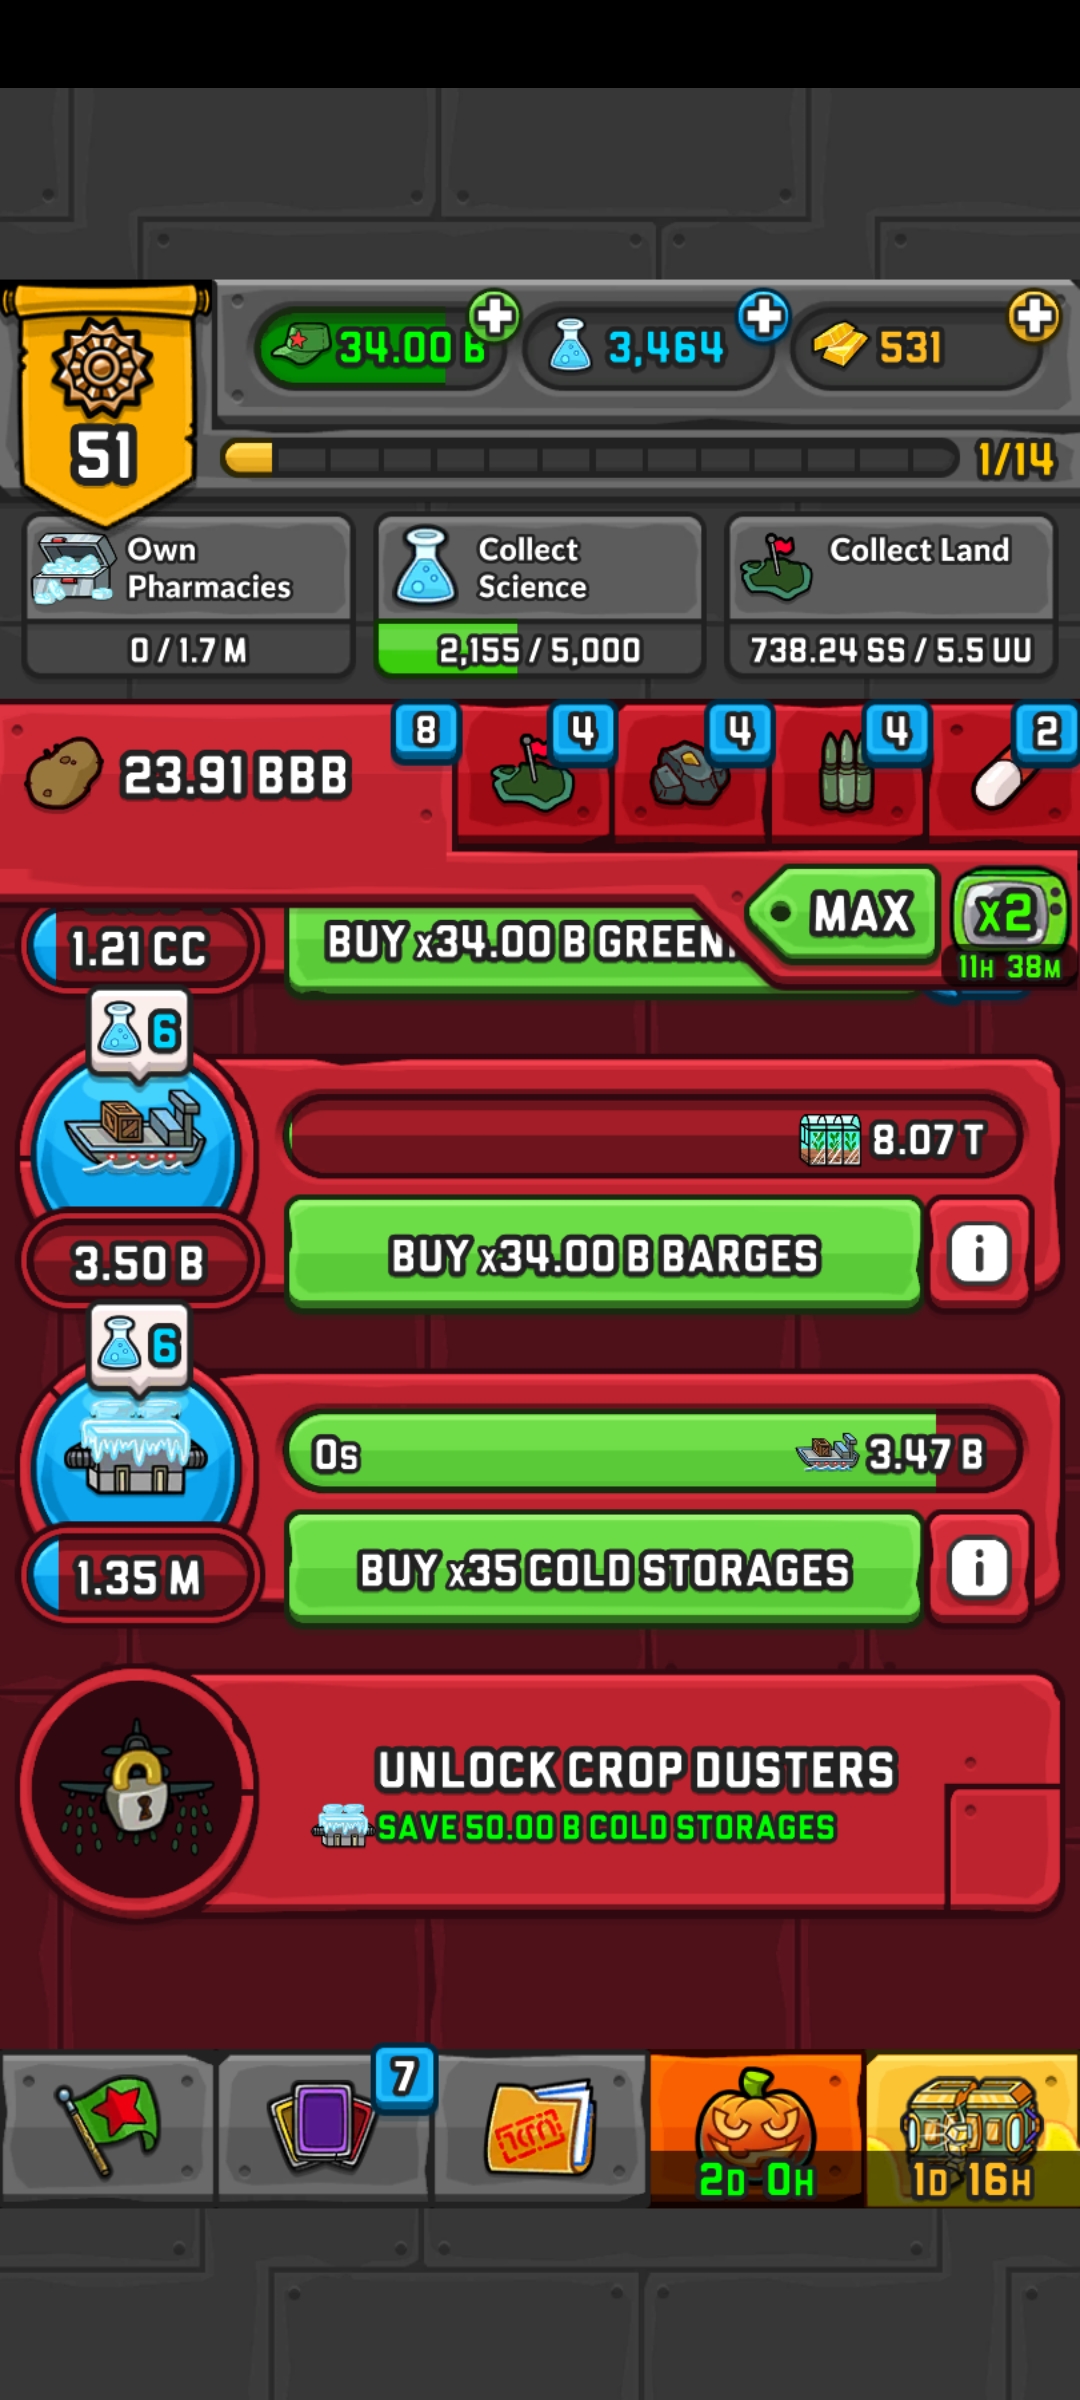 34.00 B
3,464
531
51
1/14
Own
Pharmacies
0 / 1.7 M
Collect
Science
2,155 / 5,000
Collect Land
738.24 SS / 5.5 UU
23.91 BBB
8
4
4
4
2
MAX
x2
11H 38M
1.21 CC
BUY x34.00 B
6
8.07 T
3.50 B
BUY x34.00 B BARGES
i
6
0s
3.47 B
1.35 M
BUY x35 COLD STORAGES
i
UNLOCK CROP DUSTERS
SAVE 50.00 B COLD STORAGES
7
2D 0H
1D 16H